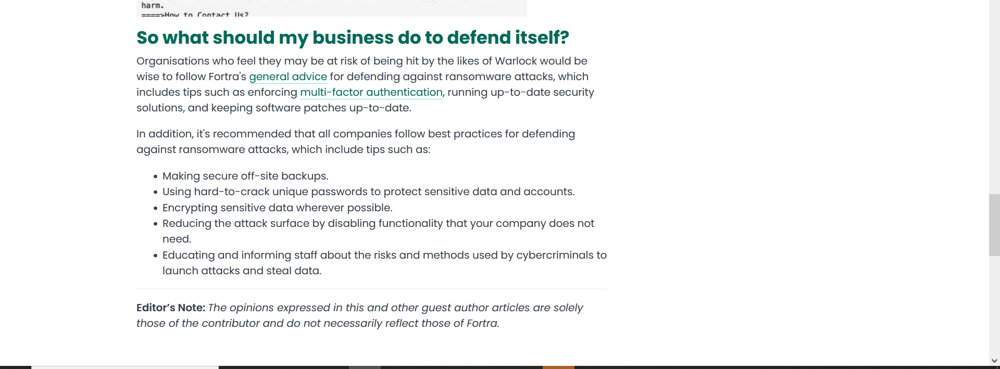 harm.
====>How to Contact Us?
So what should my business do to defend itself?
Organisations who feel they may be at risk of being hit by the likes of Warlock would be
wise to follow Fortra's general advice for defending against ransomware attacks, which
includes tips such as enforcing multi-factor authentication, running up-to-date security
solutions, and keeping software patches up-to-date.
In addition, it's recommended that all companies follow best practices for defending
against ransomware attacks, which include tips such as:
• Making secure off-site backups.
• Using hard-to-crack unique passwords to protect sensitive data and accounts.
• Encrypting sensitive data wherever possible.
• Reducing the attack surface by disabling functionality that your company does not
need.
• Educating and informing staff about the risks and methods used by cybercriminals to
launch attacks and steal data.
Editor’s Note: The opinions expressed in this and other guest author articles are solely
those of the contributor and do not necessarily reflect those of Fortra.